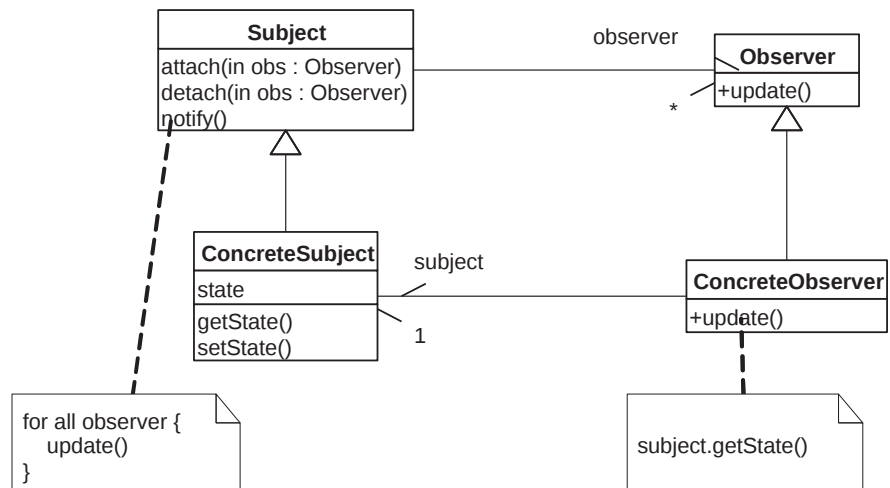 Subject
attach(in obs : Observer)
detach(in obs : Observer)
notify()
observer
*
Observer
+update()
ConcreteSubject
state
getState()
setState()
subject
1
ConcreteObserver
+update()
for all observer {
update()
}
subject.getState()